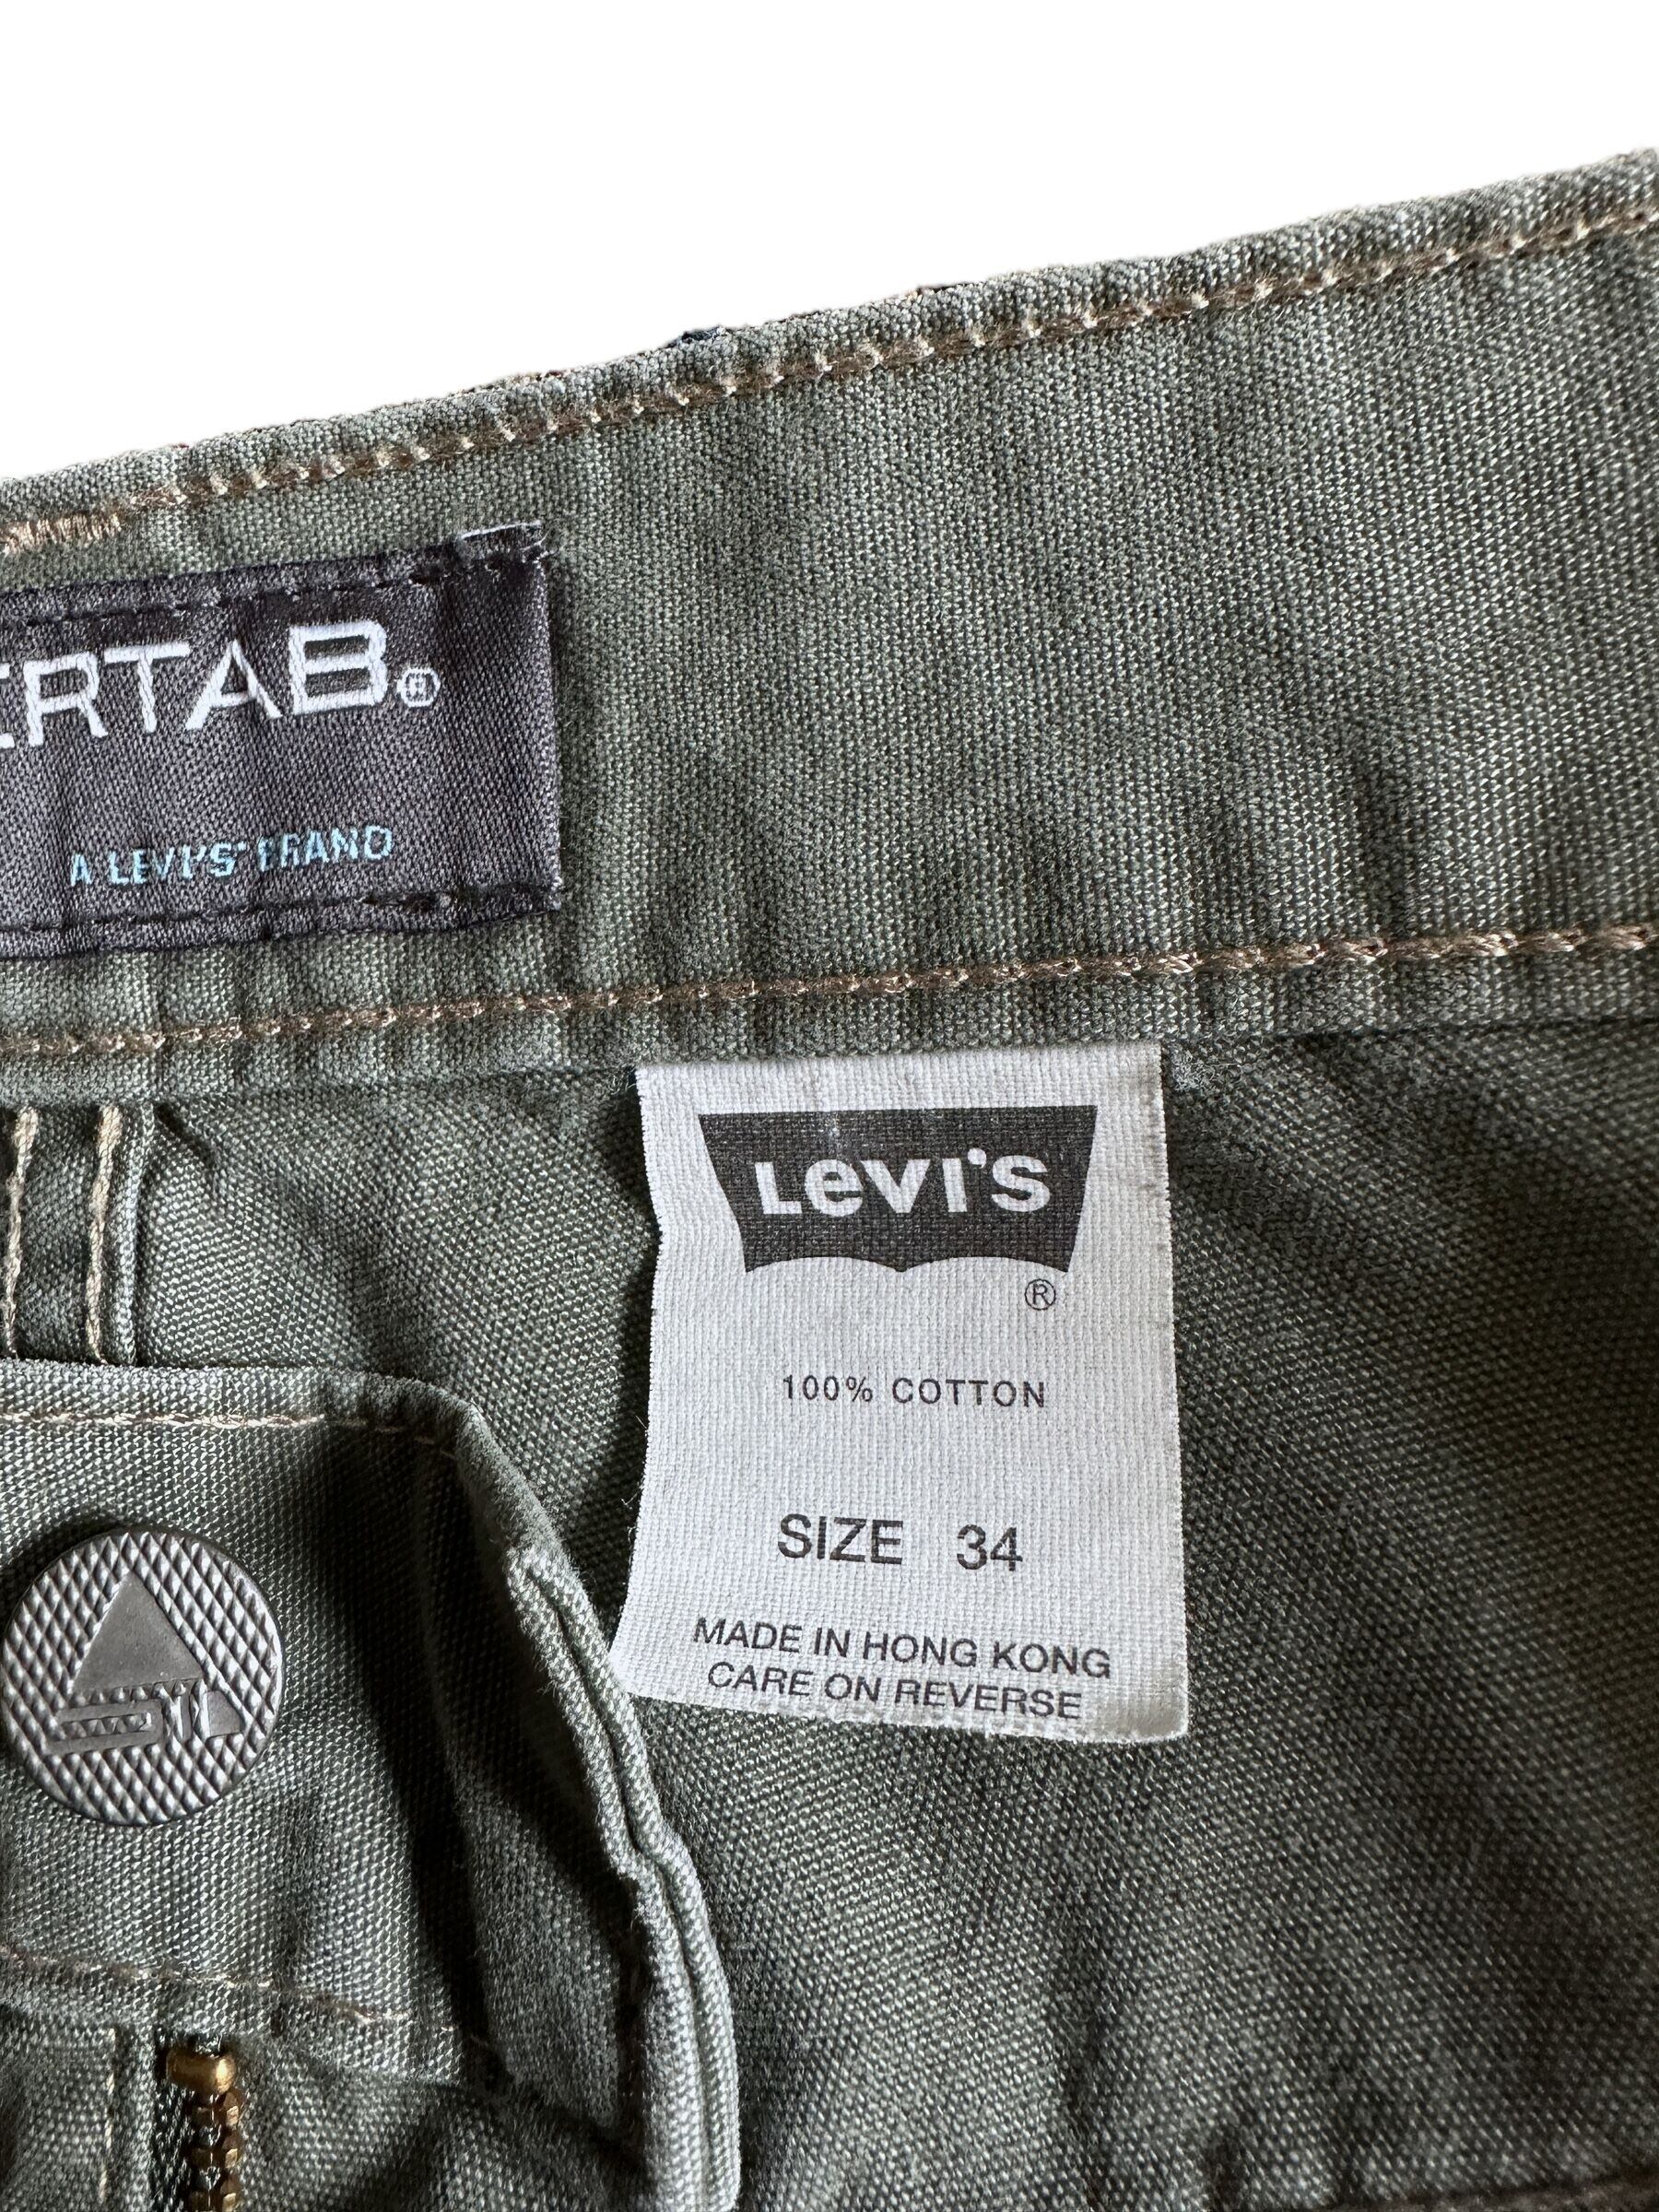 ERTAB®
A LEVI'S BRAND
LEVI'S
®
100% COTTON
SIZE 34
MADE IN HONG KONG
CARE ON REVERSE